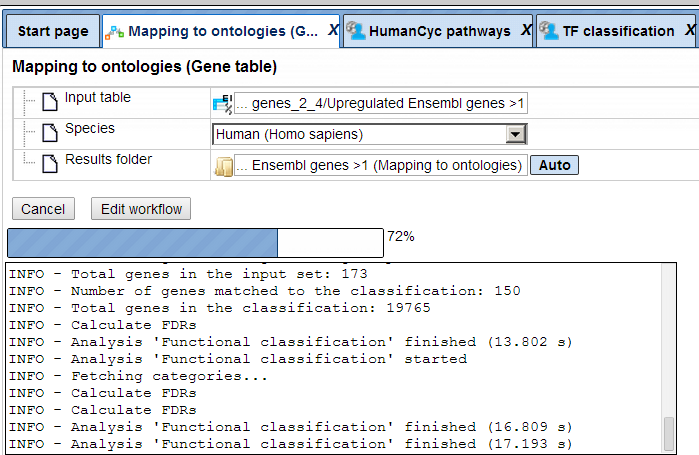 Start page
Mapping to ontologies (G... X
HumanCyc pathways X
TF classification X
Mapping to ontologies (Gene table)
Input table ... genes_2_4/Upregulated Ensembl genes >1
Species Human (Homo sapiens)
Results folder ... Ensembl genes >1 (Mapping to ontologies) Auto
Cancel Edit workflow
72%
INFO - Total genes in the input set: 173
INFO - Number of genes matched to the classification: 150
INFO - Total genes in the classification: 19765
INFO - Calculate FDRs
INFO - Analysis 'Functional classification' finished (13.802 s)
INFO - Analysis 'Functional classification' started
INFO - Fetching categories...
INFO - Calculate FDRs
INFO - Calculate FDRs
INFO - Analysis 'Functional classification' finished (16.809 s)
INFO - Analysis 'Functional classification' finished (17.193 s)